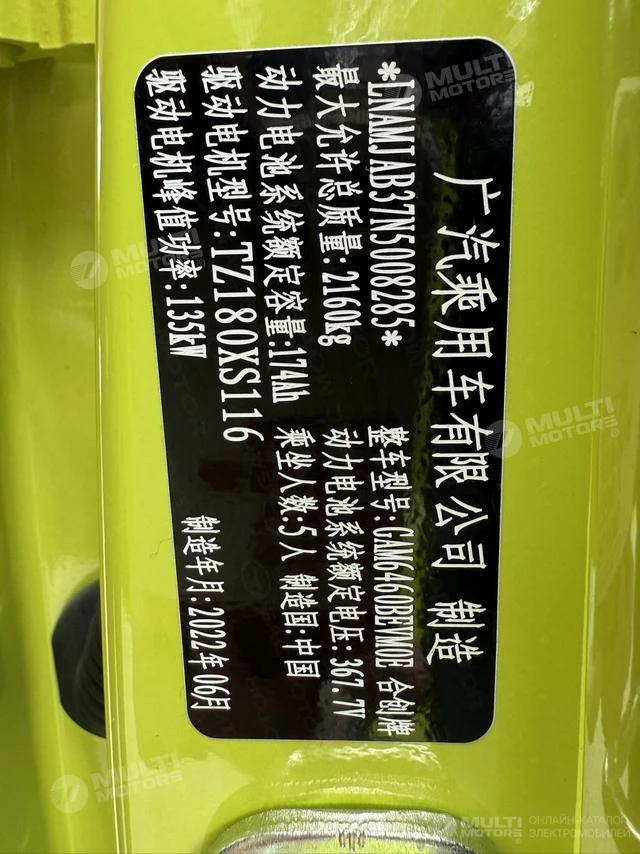 广汽乘用车有限公司 制造
*LNAMJAB37N5008285* 整车型号:GAM6460BEVA0E 合创牌
最大允许总质量:2160kg 动力电池系统额定电压:367.7V
动力电池系统额定容量:174Ah 乘坐人数:5人 制造国:中国
驱动电机型号:TZ180XS116
驱动电机峰值功率:135kW 制造年月:2022年06月
MULTI MOTORS
MULTI MOTORS
MULTI MOTORS
MULTI MOTORS
MULTI MOTORS
ОНЛАЙН-КАТАЛОГ
ЭЛЕКТРОМОБИЛЕЙ